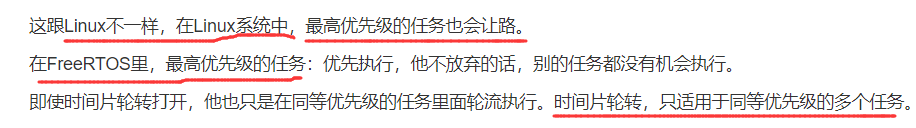 这跟Linux不一样，在Linux系统中，最高优先级的任务也会让路。
在FreeRTOS里，最高优先级的任务：优先执行，他不放弃的话，别的任务都没有机会执行。
即使时间片轮转打开，他也只是在同等优先级的任务里面轮流执行。时间片轮转，只适用于同等优先级的多个任务。